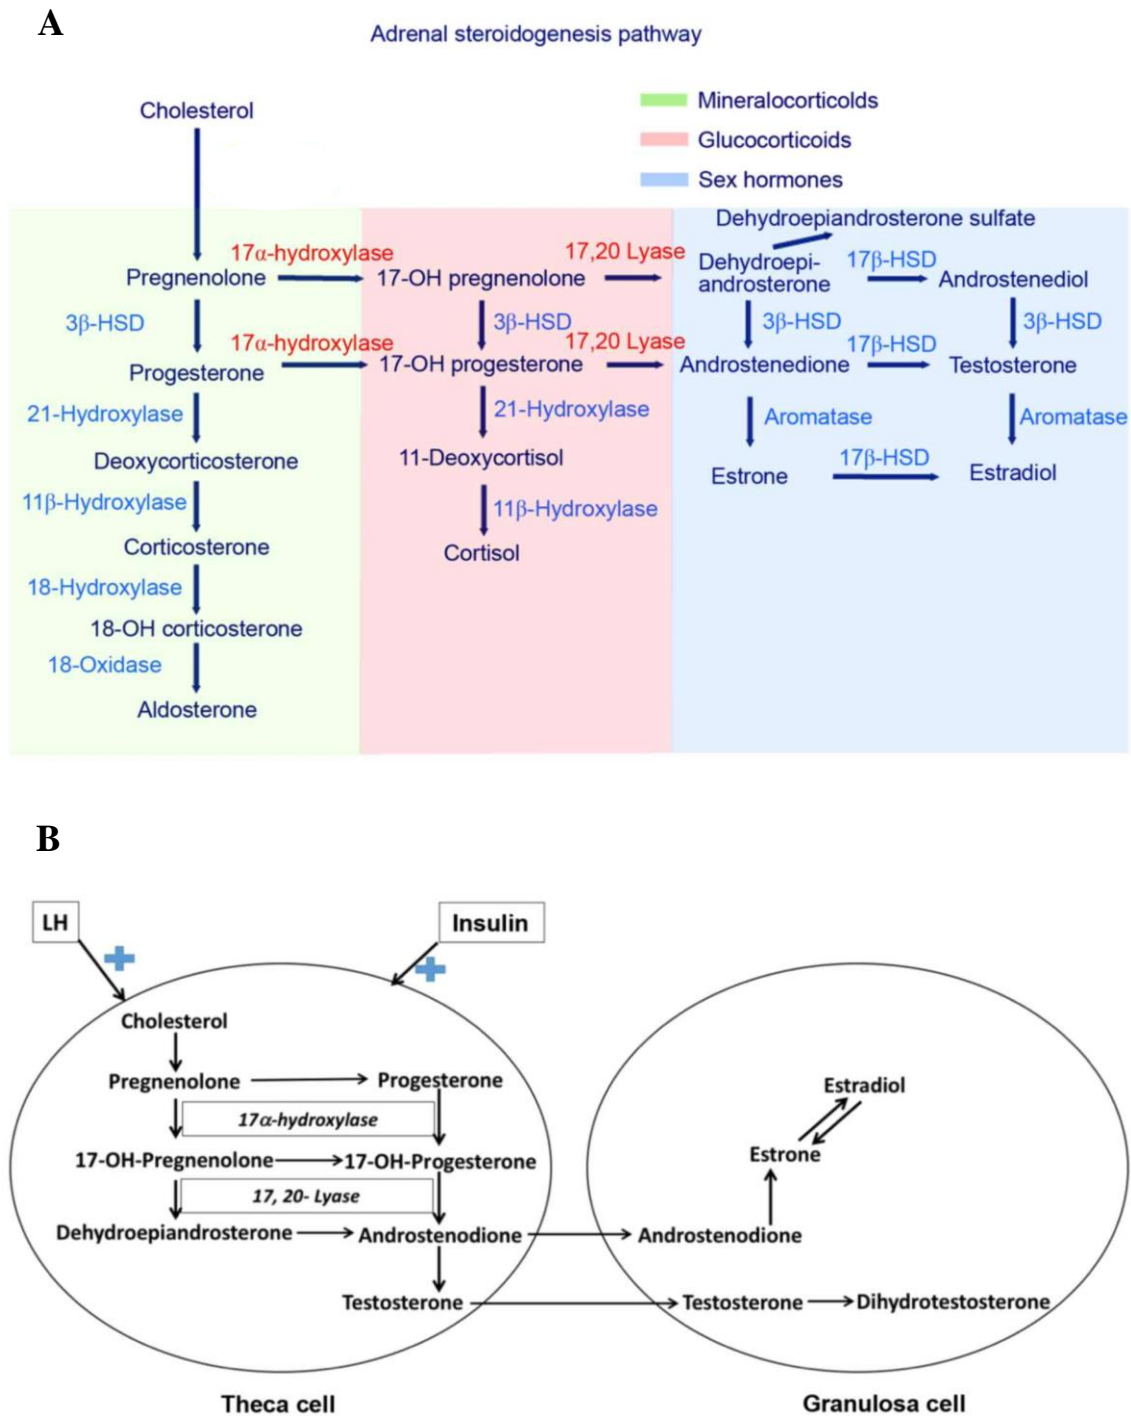 A
Adrenal steroidogenesis pathway
Cholesterol
Mineralocorticolds
Glucocorticoids
Sex hormones
Dehydroepiandrosterone sulfate
17α-hydroxylase
17,20 Lyase
Dehydroepi-
androsterone
17β-HSD
Pregnenolone
17-OH pregnenolone
Androstenediol
3β-HSD
3β-HSD
3β-HSD
3β-HSD
17α-hydroxylase
17,20 Lyase
17β-HSD
Progesterone
17-OH progesterone
Androstenedione
Testosterone
21-Hydroxylase
21-Hydroxylase
Aromatase
Aromatase
Deoxycorticosterone
11-Deoxycortisol
17β-HSD
Estrone
Estradiol
11β-Hydroxylase
11β-Hydroxylase
Corticosterone
Cortisol
18-Hydroxylase
18-OH corticosterone
18-Oxidase
Aldosterone
B
LH
Insulin
Cholesterol
Pregnenolone
Progesterone
17α-hydroxylase
17-OH-Pregnenolone
17-OH-Progesterone
17, 20- Lyase
Dehydroepiandrosterone
Androstenodione
Testosterone
Estradiol
Estrone
Androstenodione
Testosterone
Dihydrotestosterone
Theca cell
Granulosa cell